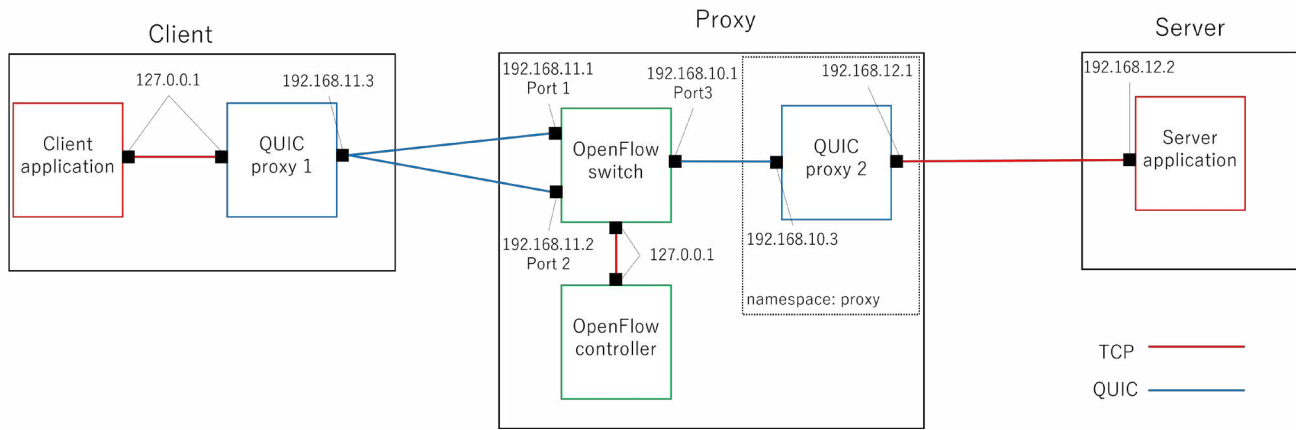 Client
Proxy
Server
127.0.0.1
192.168.11.3
Client
application
QUIC
proxy 1
192.168.11.1
Port 1
192.168.10.1
Port3
192.168.12.1
OpenFlow
switch
QUIC
proxy 2
192.168.11.2
Port 2
127.0.0.1
192.168.10.3
namespace: proxy
OpenFlow
controller
192.168.12.2
Server
application
TCP
QUIC